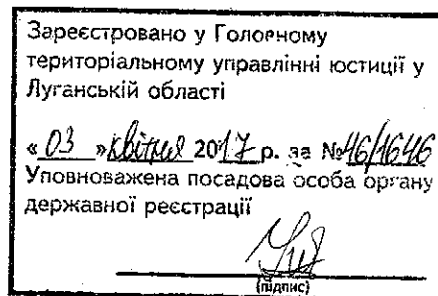 Зареєстровано у Головному
територіальному управлінні юстиції у
Луганській області
« 03 » квітня 2017 р. за №46/1646
Уповноважена посадова особа органу
державної реєстрації
(підпис)